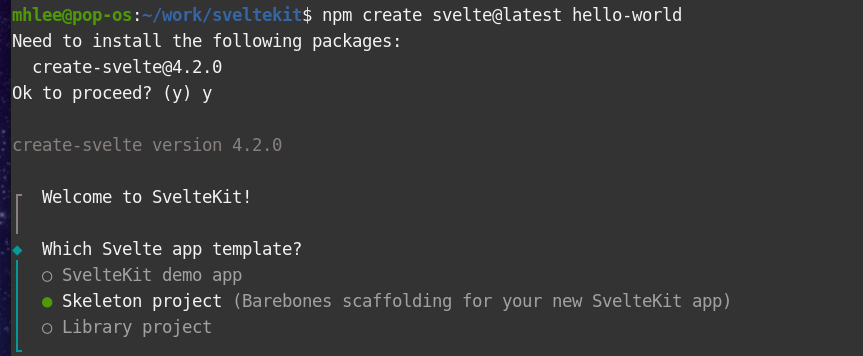 mhlee@pop-os:~/work/sveltekit$ npm create svelte@latest hello-world
Need to install the following packages:
create-svelte@4.2.0
Ok to proceed? (y) y
create-svelte version 4.2.0
Welcome to SvelteKit!
Which Svelte app template?
SvelteKit demo app
Skeleton project (Barebones scaffolding for your new SvelteKit app)
Library project